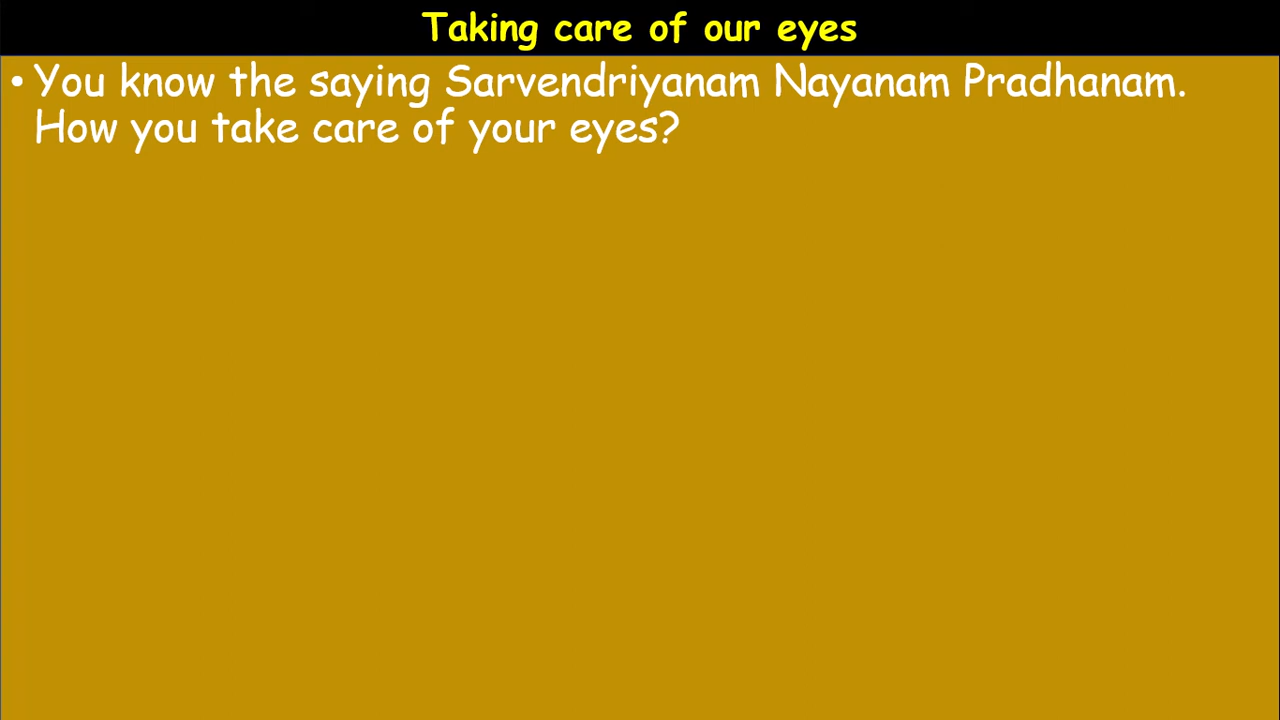 Taking care of our eyes
• You know the saying Sarvendriyanam Nayanam Pradhanam.
How you take care of your eyes?